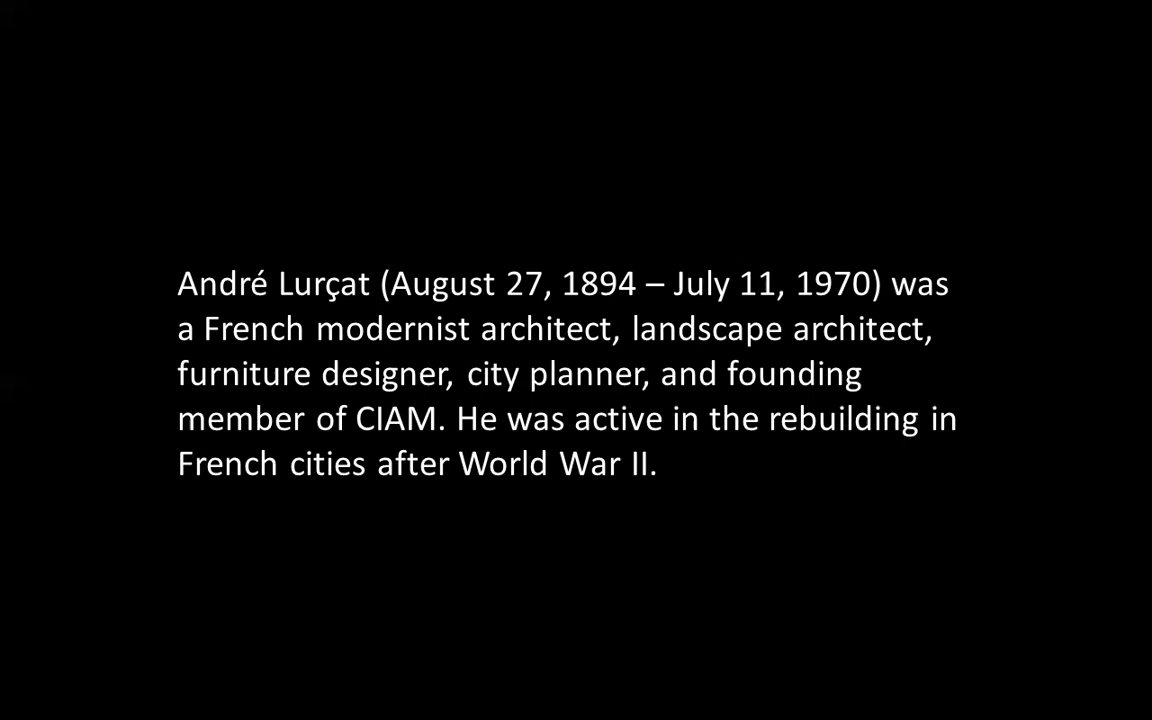 André Lurçat (August 27, 1894 – July 11, 1970) was
a French modernist architect, landscape architect,
furniture designer, city planner, and founding
member of CIAM. He was active in the rebuilding in
French cities after World War II.